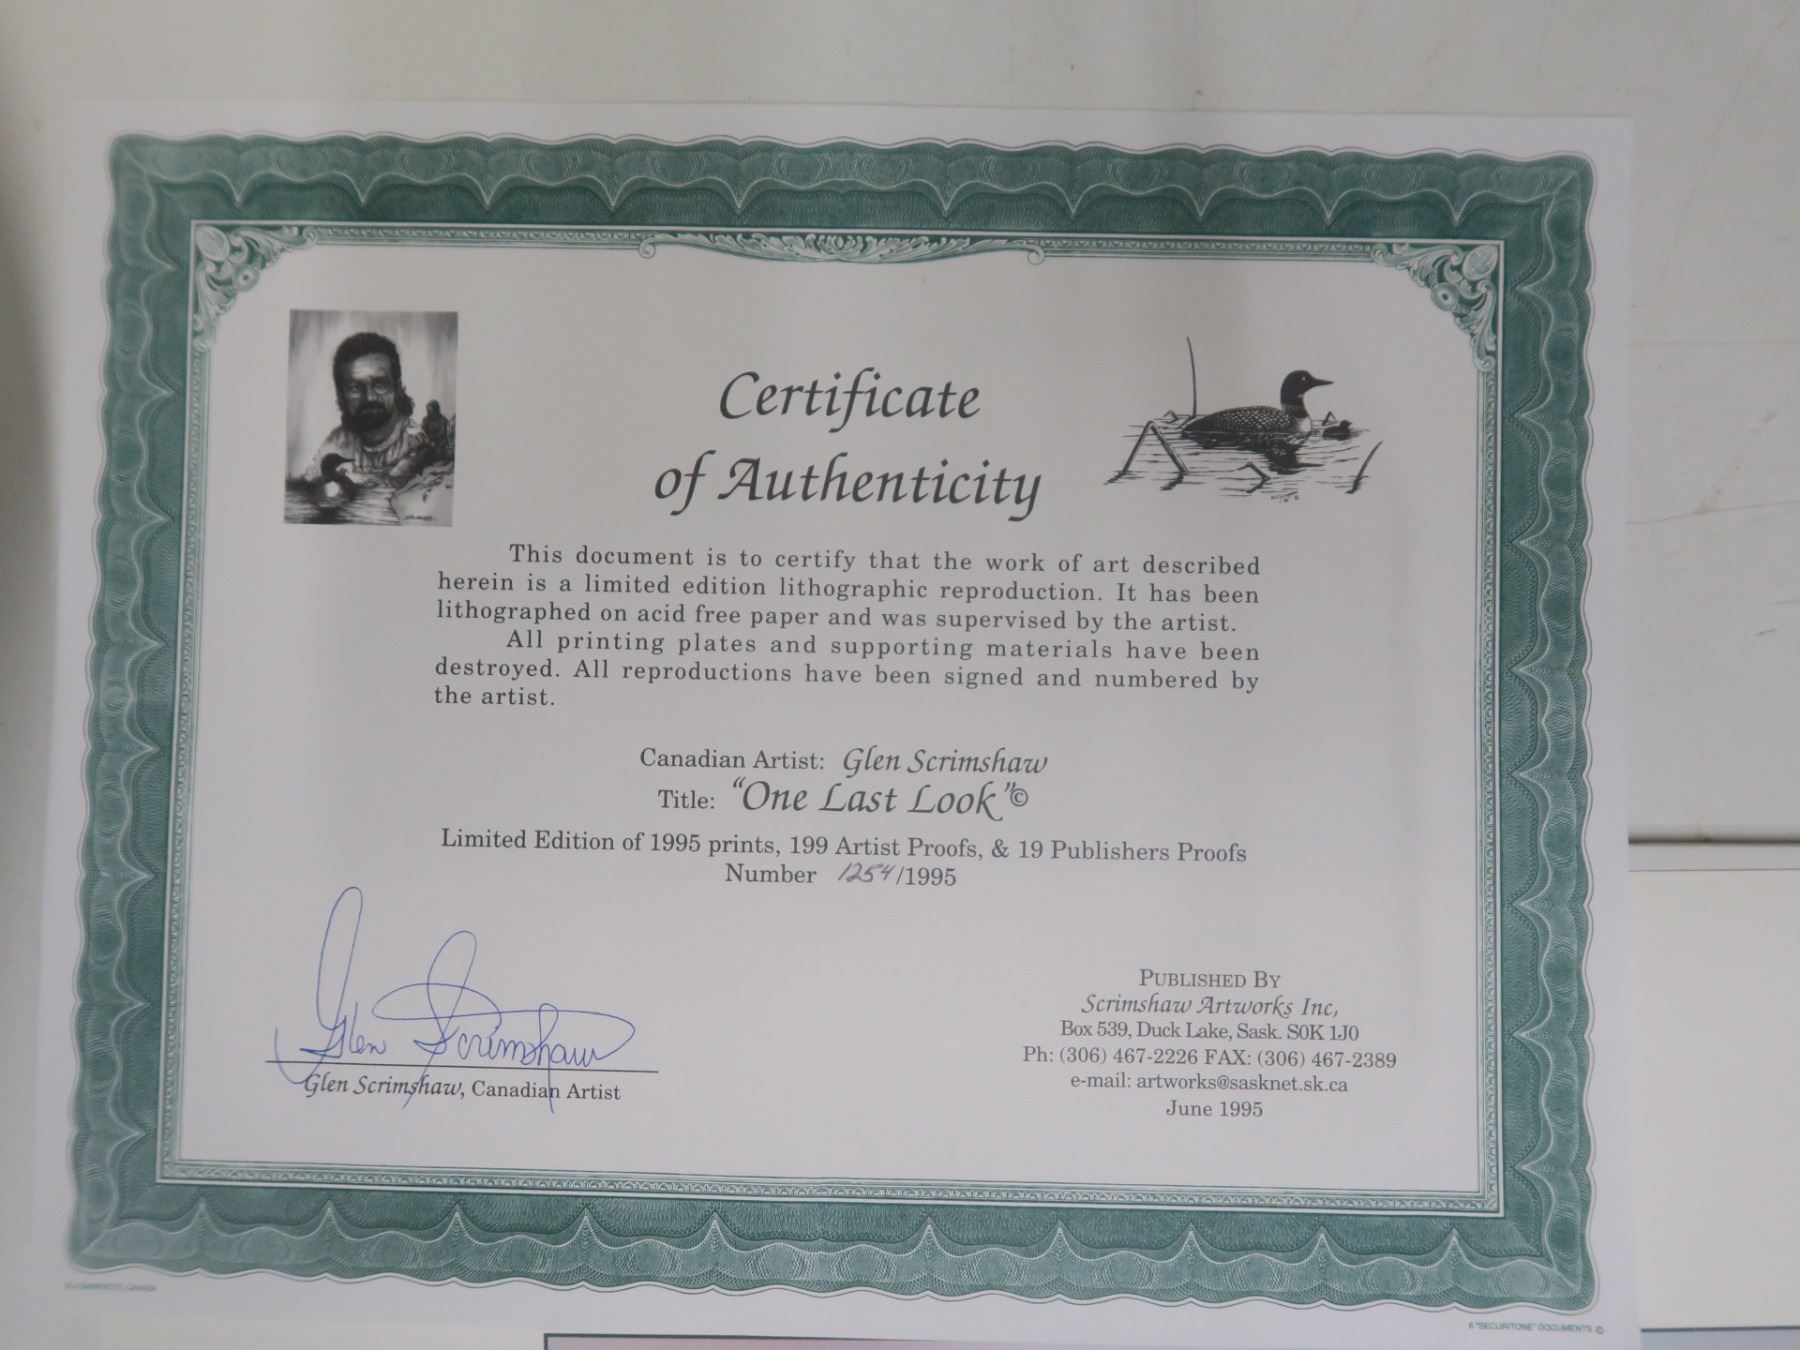 Certificate
of Authenticity
This document is to certify that the work of art described
herein is a limited edition lithographic reproduction. It has been
lithographed on acid free paper and was supervised by the artist.
All printing plates and supporting materials have been
destroyed. All reproductions have been signed and numbered by
the artist.
Canadian Artist: Glen Scrimshaw
Title: "One Last Look"©
Limited Edition of 1995 prints, 199 Artist Proofs, & 19 Publishers Proofs
Number 1254/1995
Glen Scrimshaw
Glen Scrimshaw, Canadian Artist
PUBLISHED BY
Scrimshaw Artworks Inc,
Box 539, Duck Lake, Sask. S0K 1J0
Ph: (306) 467-2226 FAX: (306) 467-2389
e-mail: artworks@sasknet.sk.ca
June 1995
"SECURITONE" DOCUMENTS ©